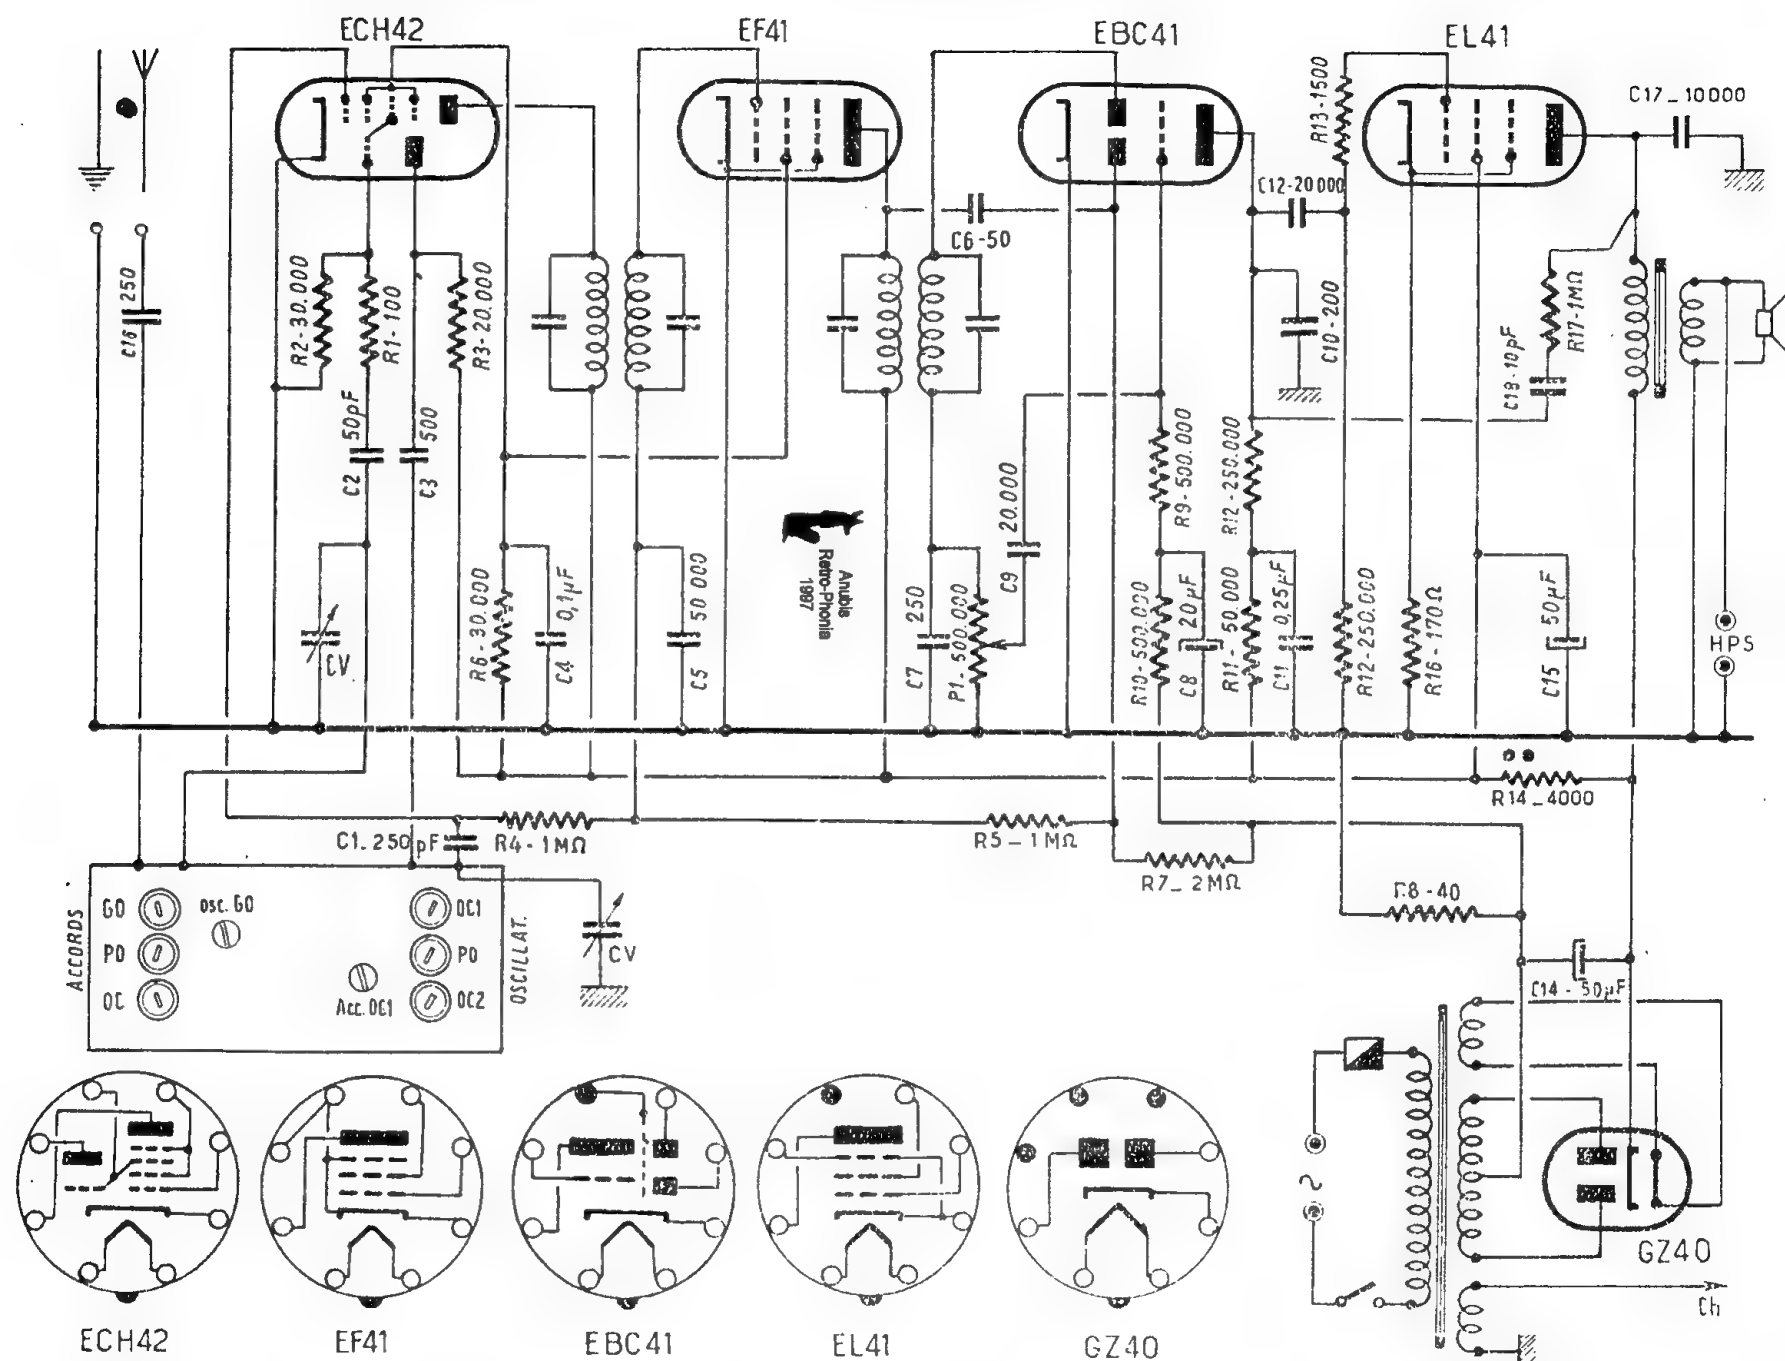 ECH42
EF41
EBC41
EL41
C17_10000
R13-1500
C12-20000
C6-50
C16 250
R2-30.000
R1-100
R3-20.000
C10-200
R17-1MΩ
C18-10pF
C2 50pF
C3 500
R9-500.000
R12-250.000
C9 20.000
Anubis
Retro-Phonia
1997
CV
R6-30.000
C4 0,1µF
C5 50 000
C7 250
P1-500.000
R10-500.000
C8 20µF
R11-50.000
C11 0,25µF
R12-250.000
R16-170Ω
C15 50µF
HPS
R14_4000
C1_250pF
R4-1MΩ
R5_1MΩ
R7_2MΩ
R8-40
ACCORDS
GO
osc. GO
OC1
PO
PO
OC
Acc. OC1
OC2
OSCILLAT.
CV
C14-50µF
GZ40
Ch
ECH42
EF41
EBC41
EL41
GZ40